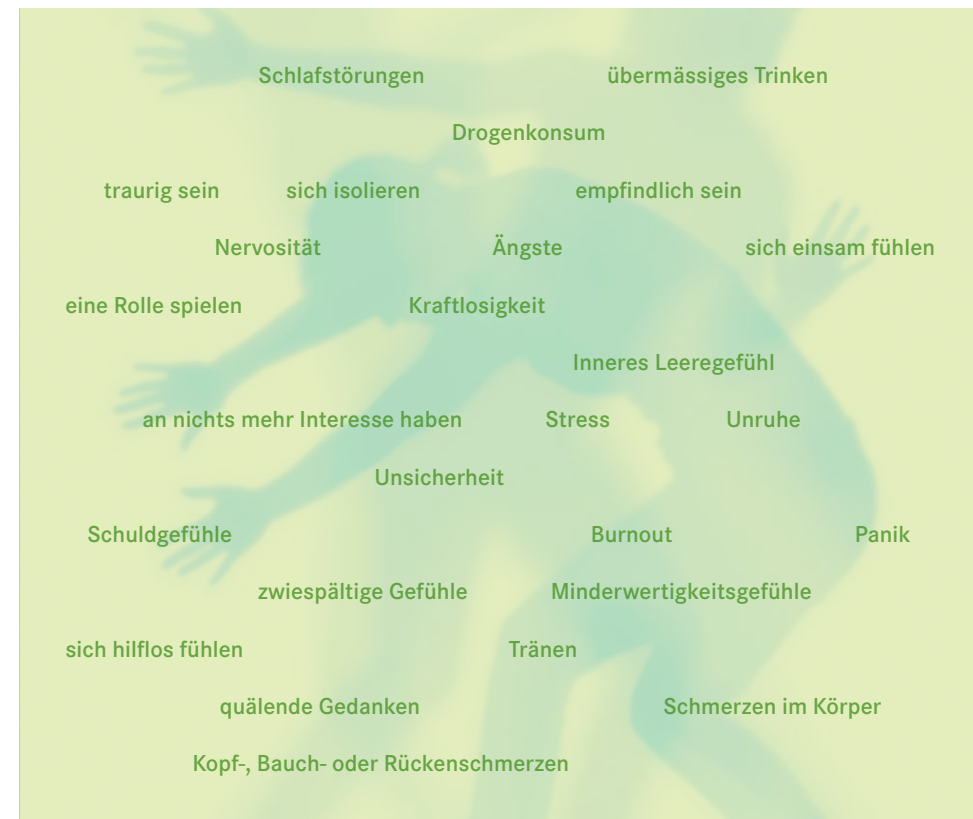 Schlafstörungen übermässiges Trinken
Drogenkonsum
traurig sein sich isolieren empfindlich sein
Nervosität Ängste sich einsam fühlen
eine Rolle spielen Kraftlosigkeit
Inneres Leeregefühl
an nichts mehr Interesse haben Stress Unruhe
Unsicherheit
Schuldgefühle Burnout Panik
zwiespältige Gefühle Minderwertigkeitsgefühle
sich hilflos fühlen Tränen
quälende Gedanken Schmerzen im Körper
Kopf-, Bauch- oder Rückenschmerzen